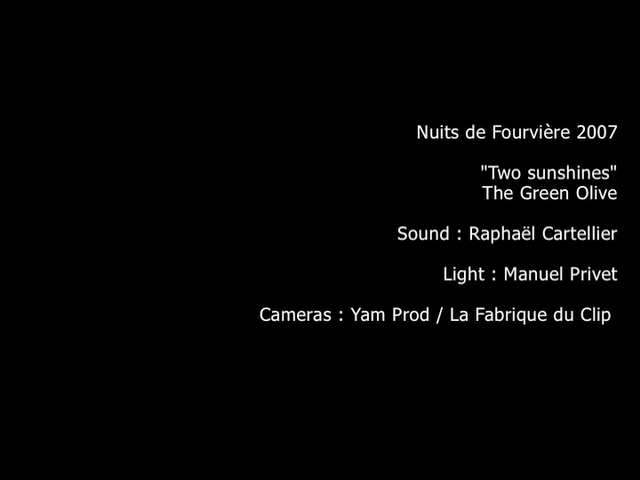 Nuits de Fourvière 2007
"Two sunshines"
The Green Olive
Sound : Raphaël Cartellier
Light : Manuel Privet
Cameras : Yam Prod / La Fabrique du Clip